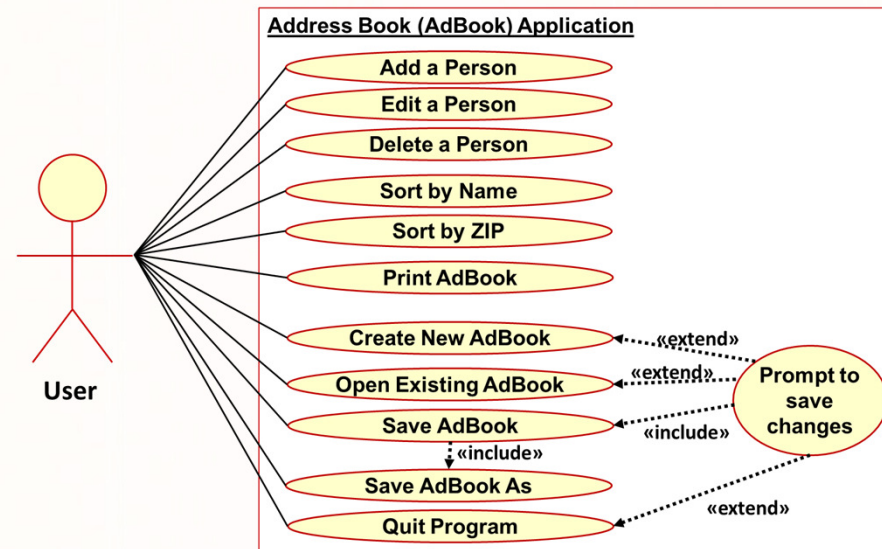 Address Book (AdBook) Application
Add a Person
Edit a Person
Delete a Person
Sort by Name
Sort by ZIP
Print AdBook
Create New AdBook
«extend»
Open Existing AdBook
«extend»
Prompt to
save
changes
Save AdBook
«include»
«include»
Save AdBook As
Quit Program
«extend»
User